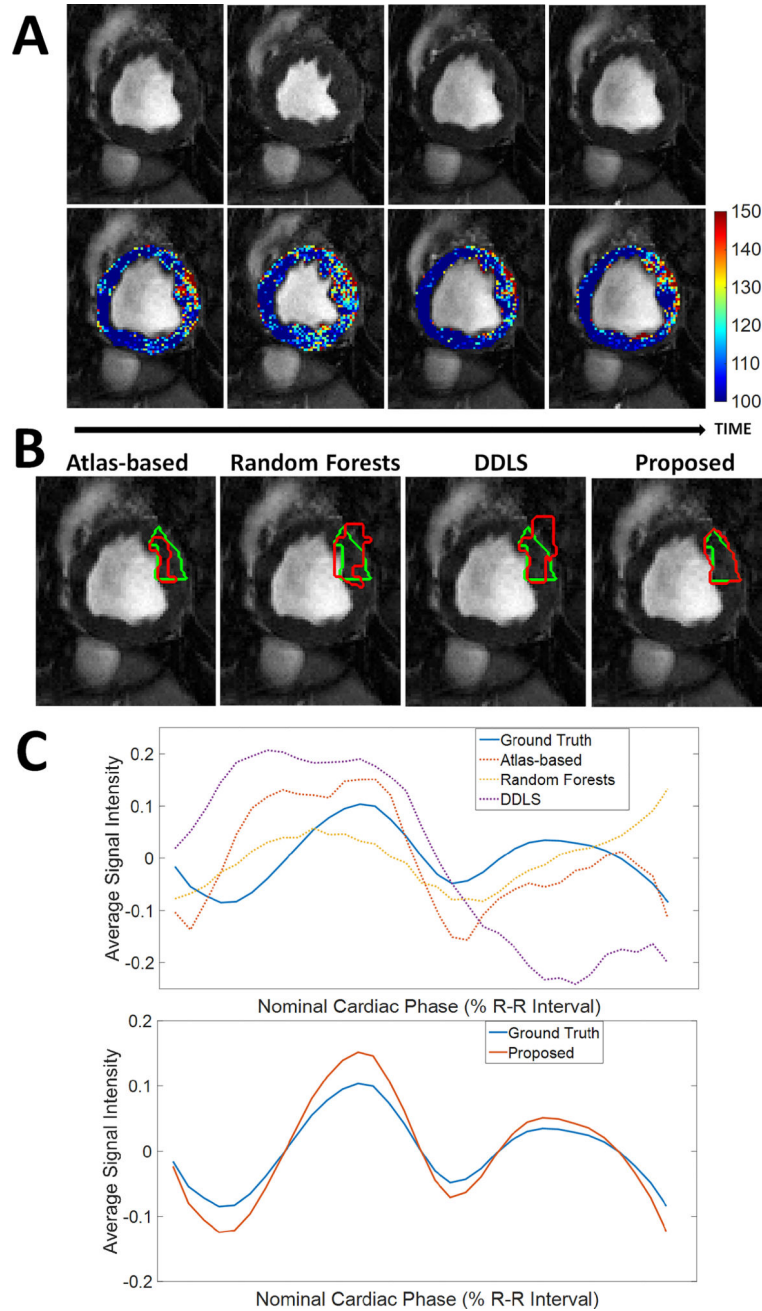 A
150
140
130
120
110
100
TIME
B
Atlas-based Random Forests DDLS Proposed
C
0.2
0.1
0
-0.1
-0.2
Average Signal Intensity
Ground Truth
Atlas-based
Random Forests
DDLS
Nominal Cardiac Phase (% R-R Interval)
0.1
0
-0.1
-0.2
Average Signal Intensity
Ground Truth
Proposed
Nominal Cardiac Phase (% R-R Interval)